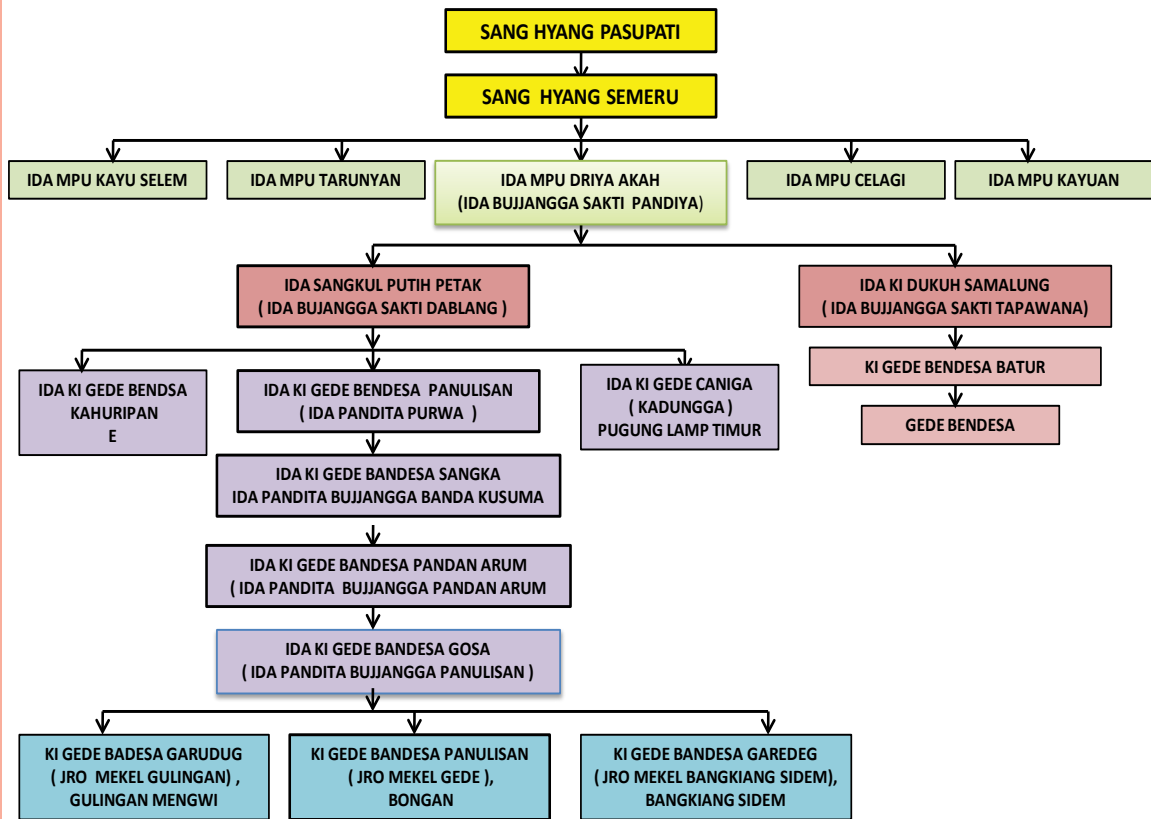 SANG HYANG PASUPATI
SANG HYANG SEMERU
IDA MPU KAYU SELEM
IDA MPU TARUNYAN
IDA MPU DRIYA AKAH
(IDA BUJJANGGA SAKTI PANDIYA)
IDA MPU CELAGI
IDA MPU KAYUAN
IDA SANGKUL PUTIH PETAK
( IDA BUJANGGA SAKTI DABLANG )
IDA KI DUKUH SAMALUNG
( IDA BUJJANGGA SAKTI TAPAWANA)
IDA KI GEDE BENDSA
KAHURIPAN
E
IDA KI GEDE BENDESA PANULISAN
( IDA PANDITA PURWA )
IDA KI GEDE CANIGA
( KADUNGGA )
PUGUNG LAMP TIMUR
KI GEDE BENDESA BATUR
GEDE BENDESA
IDA KI GEDE BANDESA SANGKA
IDA PANDITA BUJJANGGA BANDA KUSUMA
IDA KI GEDE BANDESA PANDAN ARUM
( IDA PANDITA BUJJANGGA PANDAN ARUM
IDA KI GEDE BANDESA GOSA
( IDA PANDITA BUJJANGGA PANULISAN )
KI GEDE BADESA GARUDUG
( JRO MEKEL GULINGAN) ,
GULINGAN MENGWI
KI GEDE BANDESA PANULISAN
( JRO MEKEL GEDE ),
BONGAN
KI GEDE BANDESA GAREDEG
( JRO MEKEL BANGKIANG SIDEM),
BANGKIANG SIDEM